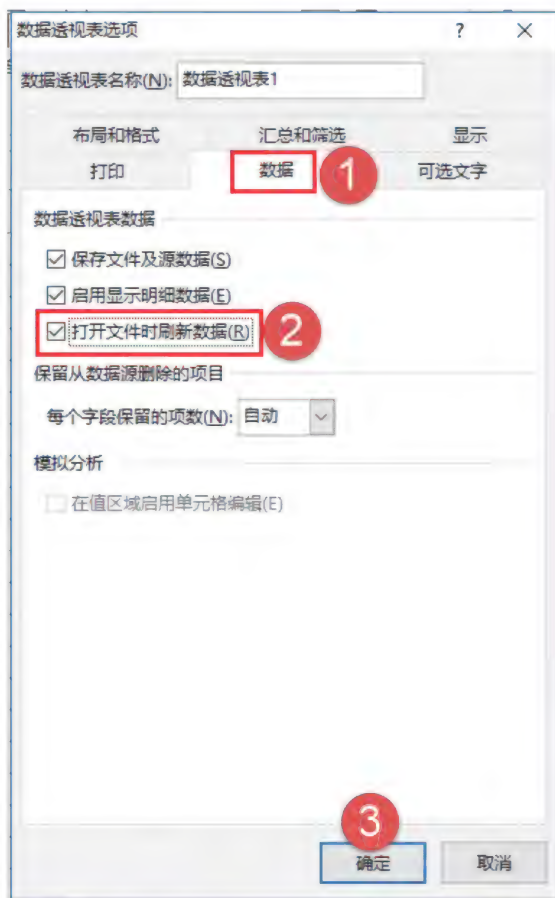 数据透视表选项 ? ×
数据透视表名称(N): 数据透视表1
布局和格式 汇总和筛选 显示
打印 数据 1 可选文字
数据透视表数据
保存文件及源数据(S)
启用显示明细数据(E)
打开文件时刷新数据(R) 2
保留从数据源删除的项目
每个字段保留的项数(N): 自动
模拟分析
在值区域启用单元格编辑(E)
3
确定 取消